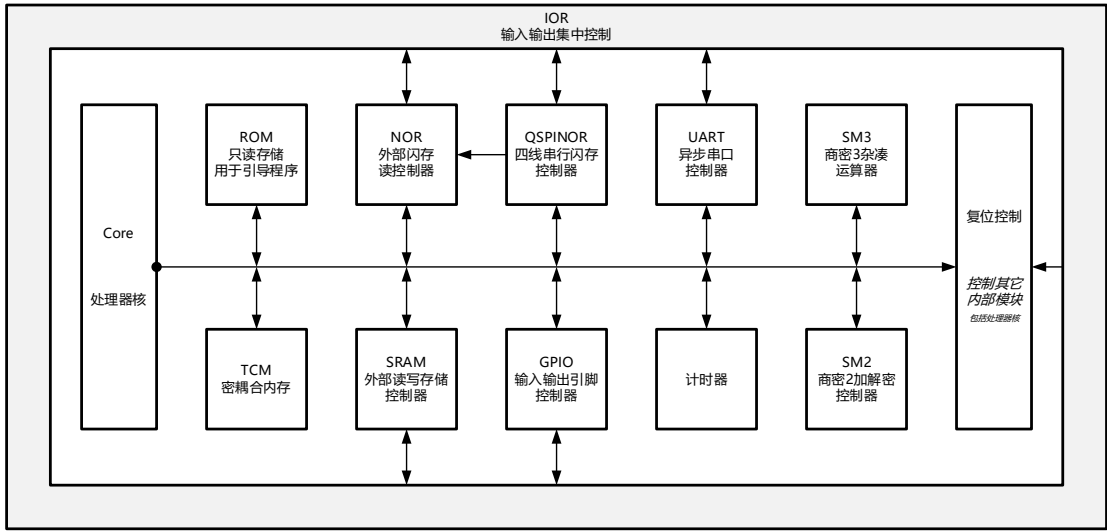 IOR
输入输出集中控制
ROM
只读存储
用于引导程序
NOR
外部闪存
读控制器
QSPINOR
四线串行闪存
控制器
UART
异步串口
控制器
SM3
商密3杂凑
运算器
Core
处理器核
复位控制
控制其它
内部模块
包括处理器核
TCM
密耦合内存
SRAM
外部读写存储
控制器
GPIO
输入输出引脚
控制器
计时器
SM2
商密2加解密
控制器